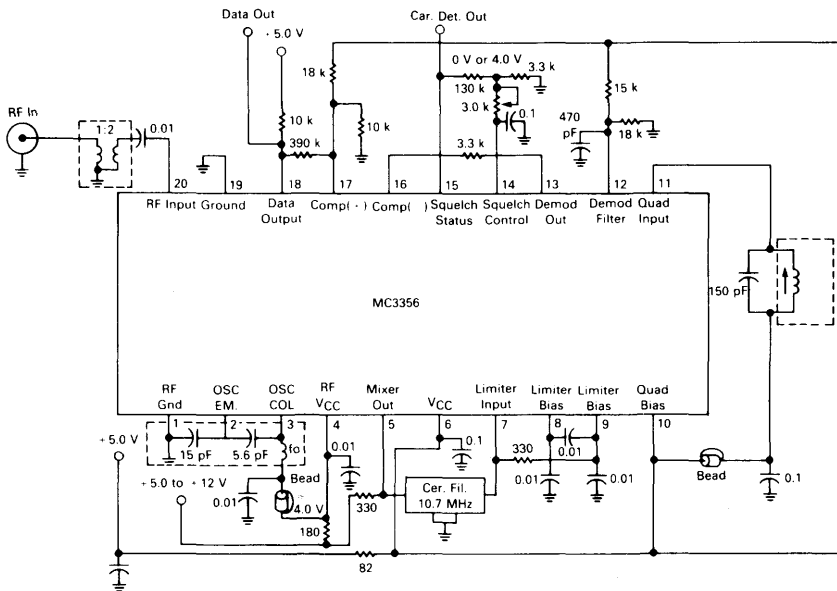 Data Out
Car. Det. Out
+ 5.0 V
0 V or 4.0 V
18 k
3.3 k
130 k
15 k
RF In
3.0 k
0.1
470
pF
1:2
0.01
10 k
10 k
18 k
390 k
3.3 k
20
19
18
17
16
15
14
13
12
11
RF Input
Ground
Data
Output
Comp( · )
Comp( )
Squelch
Status
Squelch
Control
Demod
Out
Demod
Filter
Quad
Input
150 pF
MC3356
RF
Gnd
OSC
EM.
OSC
COL
RF
VCC
Mixer
Out
VCC
Limiter
Input
Limiter
Bias
Limiter
Bias
Quad
Bias
1
2
3
4
5
6
7
8
9
10
+ 5.0 V
15 pF
5.6 pF
fo
0.01
0.1
330
0.01
Bead
+ 5.0 to + 12 V
Bead
0.01
4.0 V
330
Cer. Fil.
10.7 MHz
0.01
0.01
0.1
180
82